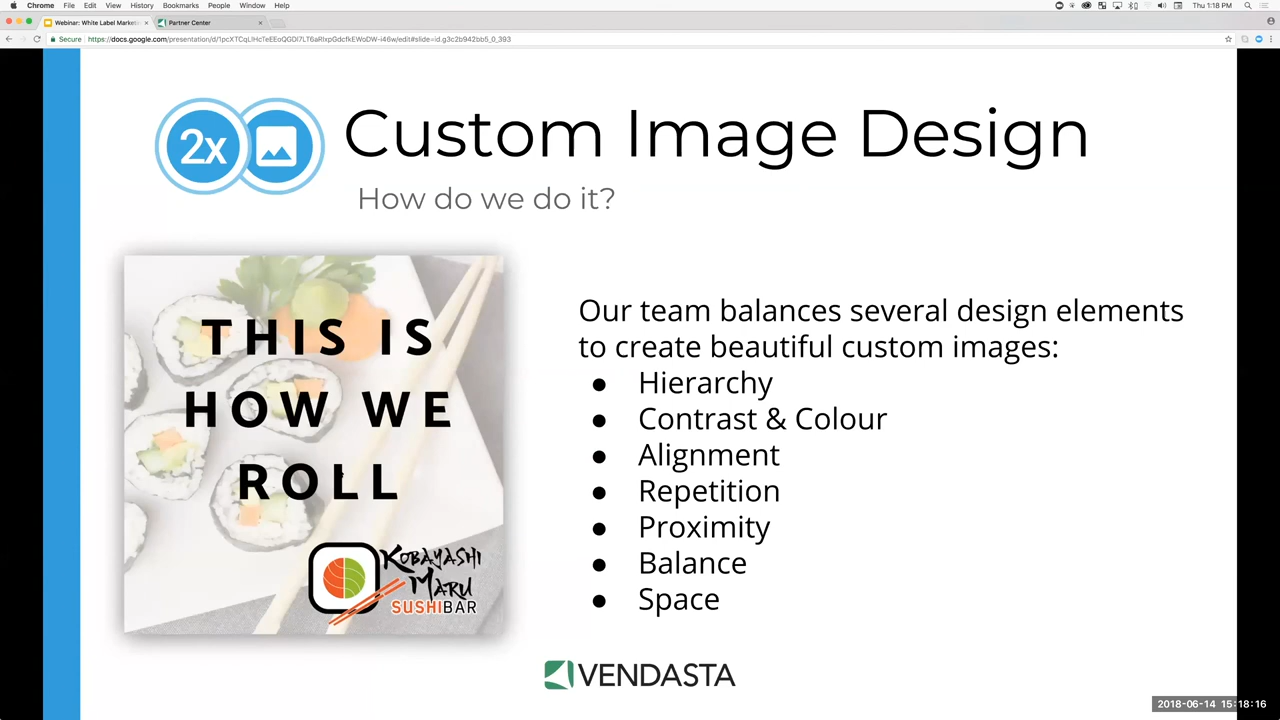 Chrome File Edit View History Bookmarks People Window Help Thu 1:18 PM
Webinar: White Label Market Partner Center
Secure
2x
Custom Image Design
How do we do it?
THIS IS
HOW WE
ROLL
KOBAYASHI
MARU
SUSHIBAR
Our team balances several design elements
to create beautiful custom images:
● Hierarchy
● Contrast & Colour
● Alignment
● Repetition
● Proximity
● Balance
● Space
VENDASTA
2018-06-14 15:18:16